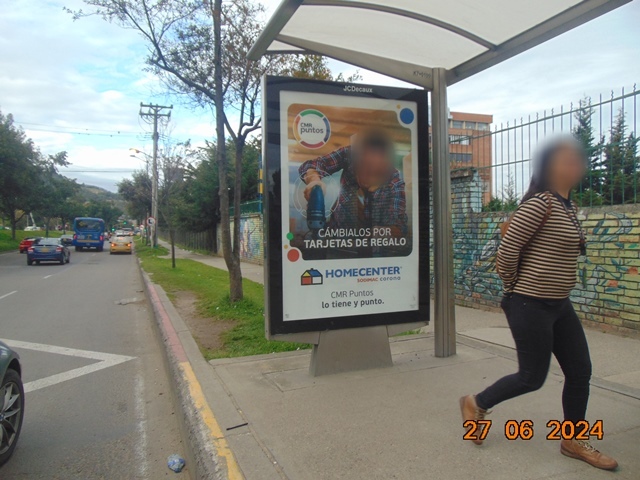 JCDecaux
CMR
puntos
CÁMBIALOS POR
TARJETAS DE REGALO
HOMECENTER
SODIMAC corona
CMR Puntos
lo tiene y punto.
27 06 2024